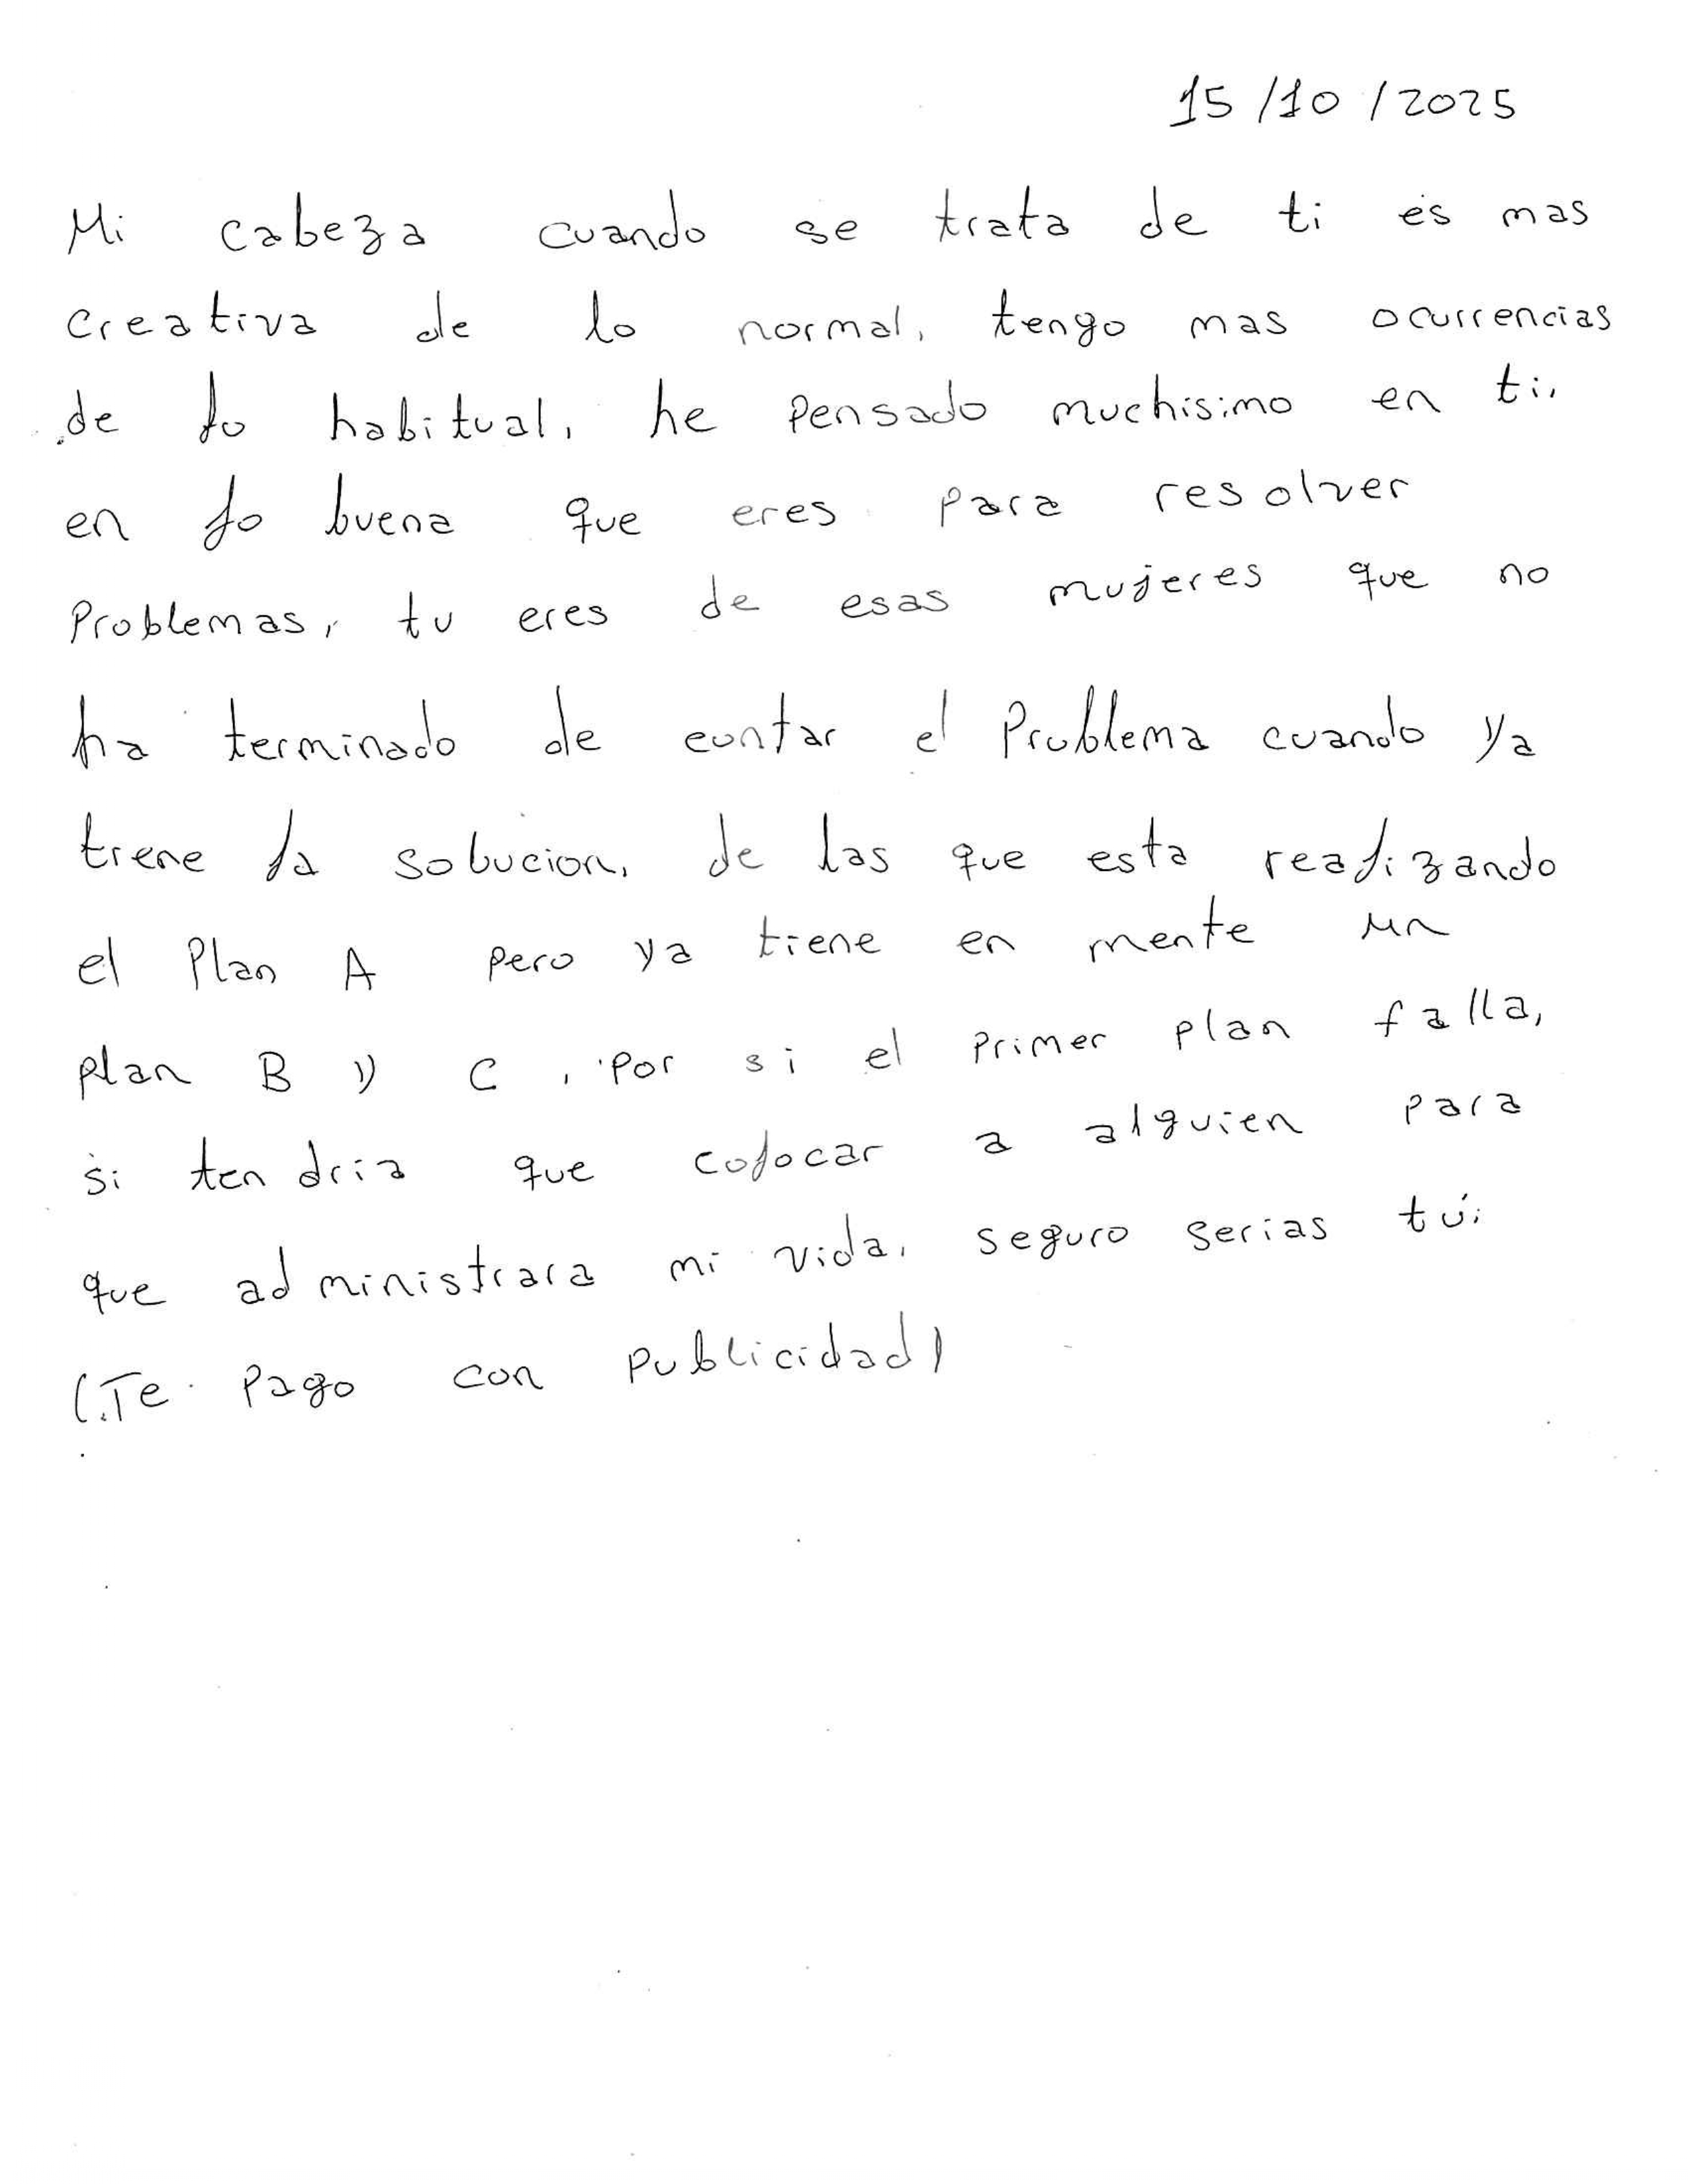 15/10/2025
Mi cabeza cuando se trata de ti es mas
creativa de lo normal, tengo mas ocurrencias
de lo habitual, he pensado muchisimo en ti,
en lo buena que eres para resolver
Problemas, tu eres de esas mujeres que no
ha terminado de contar el Problema cuando ya
tiene la solucion, de las que esta realizando
el Plan A pero ya tiene en mente un
plan B y C, por si el primer plan falla,
si tendria que colocar a alguien para
que administrara mi vida, seguro serias tú:
(Te pago con publicidad)